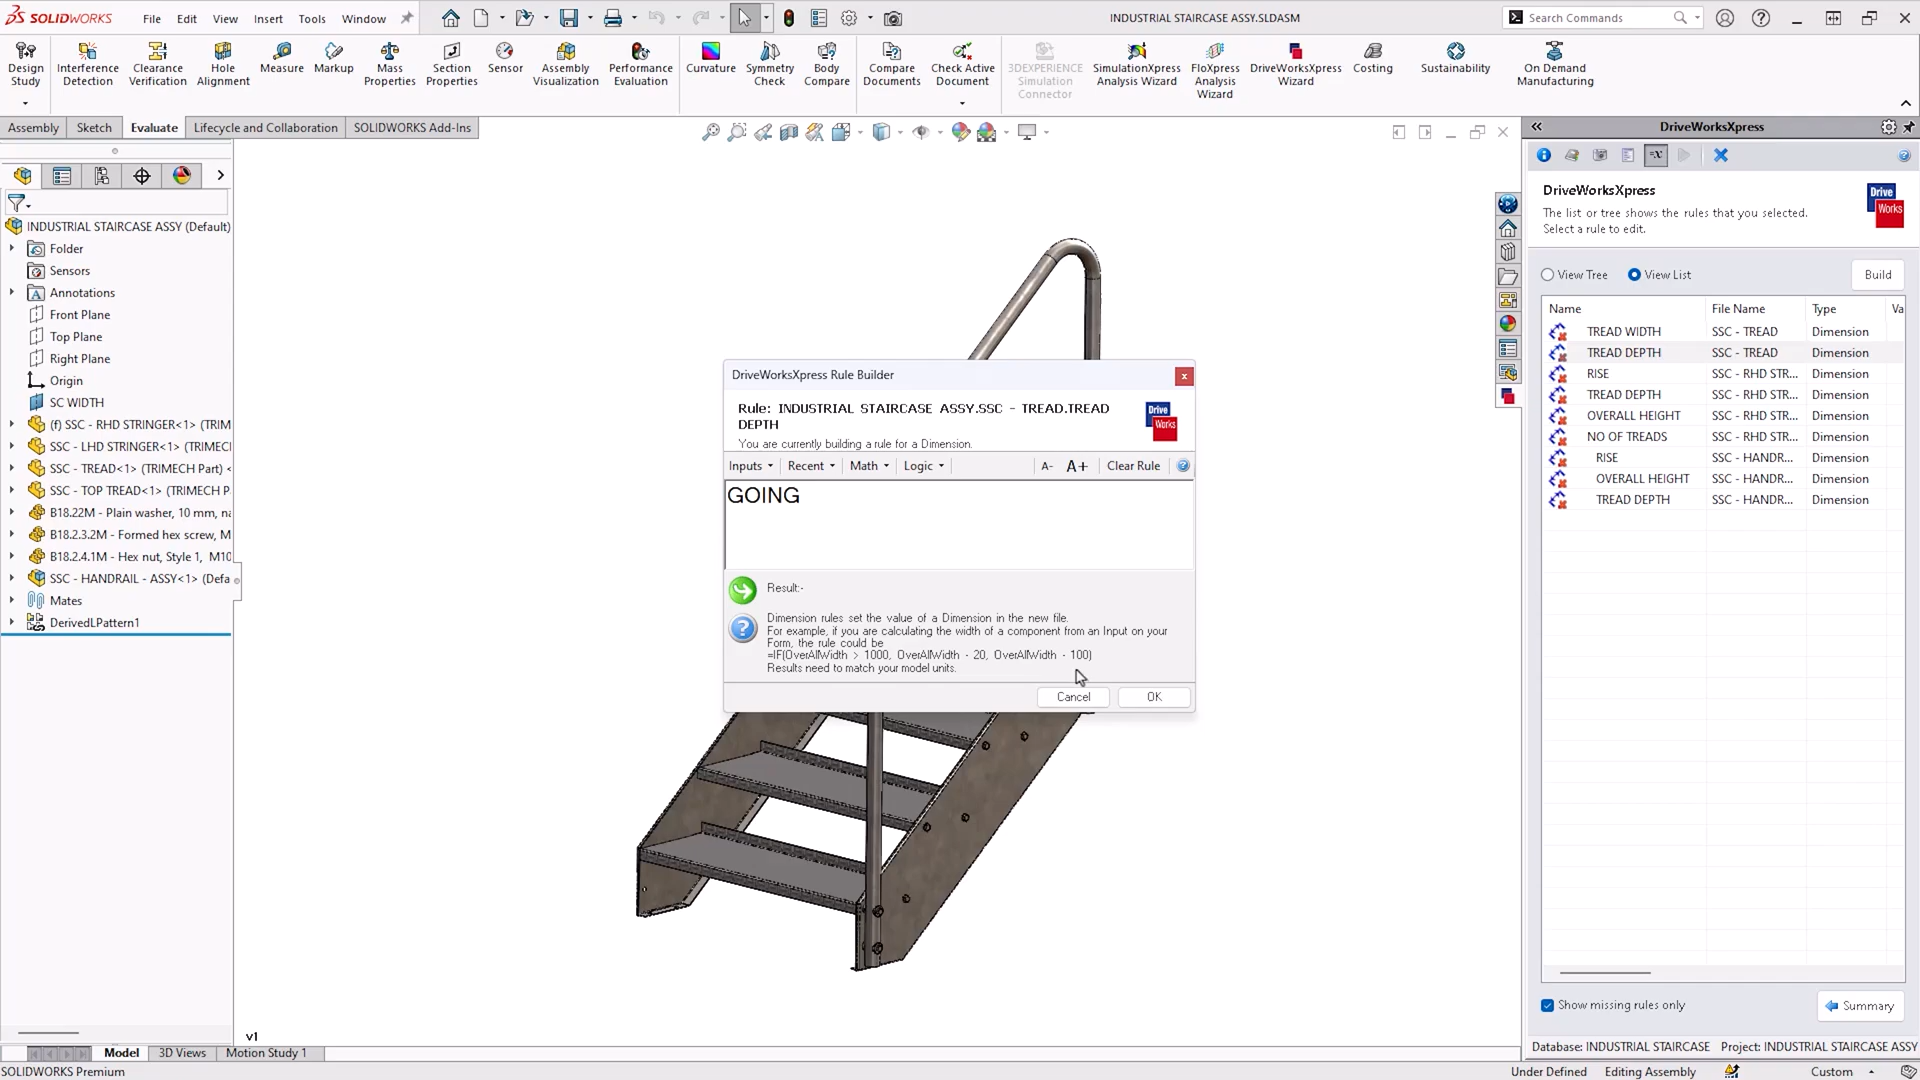 SOLIDWORKS File Edit View Insert Tools Window
INDUSTRIAL STAIRCASE ASSY.SLDASM
Search Commands
Design Study
Interference Detection
Clearance Verification
Hole Alignment
Measure
Markup
Mass Properties
Section Properties
Sensor
Assembly Visualization
Performance Evaluation
Curvature
Symmetry Check
Body Compare
Compare Documents
Check Active Document
3DEXPERIENCE Simulation Connector
SimulationXpress Analysis Wizard
FloXpress Analysis Wizard
DriveWorksXpress Wizard
Costing
Sustainability
On Demand Manufacturing
Assembly Sketch Evaluate Lifecycle and Collaboration SOLIDWORKS Add-Ins
INDUSTRIAL STAIRCASE ASSY (Default)
Folder
Sensors
Annotations
Front Plane
Top Plane
Right Plane
Origin
SC WIDTH
(f) SSC - RHD STRINGER<1> (TRIM
SSC - LHD STRINGER<1> (TRIMECI
SSC - TREAD<1> (TRIMECH Part) <
SSC - TOP TREAD<1> (TRIMECH P
B18.22M - Plain washer, 10 mm, na
B18.2.3.2M - Formed hex screw, M
B18.2.4.1M - Hex nut, Style 1, M10
SSC - HANDRAIL - ASSY<1> (Defa
Mates
DerivedLPattern1
DriveWorksXpress Rule Builder
x
Rule: INDUSTRIAL STAIRCASE ASSY.SSC - TREAD.TREAD
DEPTH
You are currently building a rule for a Dimension.
Drive Works
Inputs Recent Math Logic A- A+ Clear Rule
GOING
Result:-
Dimension rules set the value of a Dimension in the new file.
For example, if you are calculating the width of a component from an Input on your
Form, the rule could be
=IF(OverAllWidth > 1000, OverAllWidth - 20, OverAllWidth - 100)
Results need to match your model units.
Cancel OK
DriveWorksXpress
DriveWorksXpress
The list or tree shows the rules that you selected.
Select a rule to edit.
Drive Works
View Tree View List Build
Name File Name Type Va
TREAD WIDTH SSC - TREAD Dimension
TREAD DEPTH SSC - TREAD Dimension
RISE SSC - RHD STR... Dimension
TREAD DEPTH SSC - RHD STR... Dimension
OVERALL HEIGHT SSC - RHD STR... Dimension
NO OF TREADS SSC - RHD STR... Dimension
RISE SSC - HANDR... Dimension
OVERALL HEIGHT SSC - HANDR... Dimension
TREAD DEPTH SSC - HANDR... Dimension
Show missing rules only Summary
Database: INDUSTRIAL STAIRCASE Project: INDUSTRIAL STAIRCASE ASSY
v1
Model 3D Views Motion Study 1
SOLIDWORKS Premium
Under Defined Editing Assembly Custom